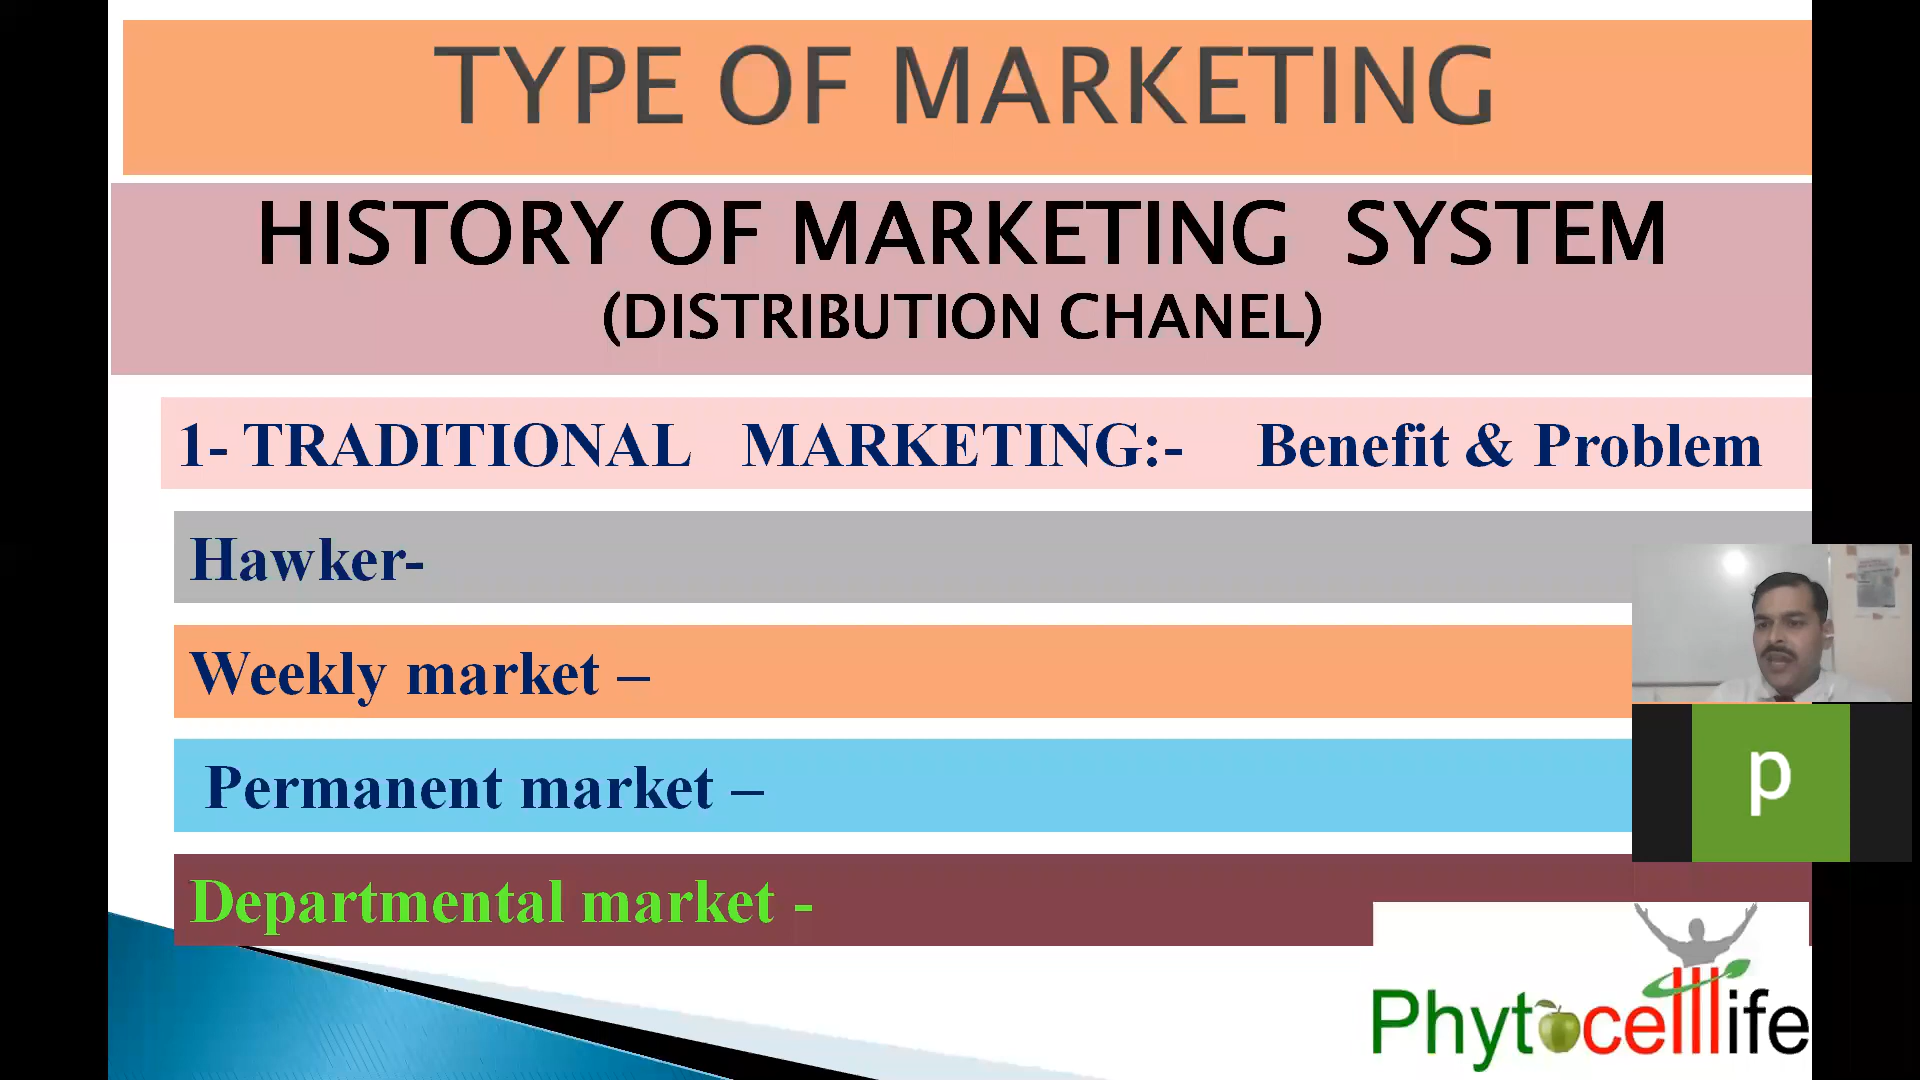 TYPE OF MARKETING
HISTORY OF MARKETING SYSTEM
(DISTRIBUTION CHANEL)
1- TRADITIONAL MARKETING:- Benefit & Problem
Hawker-
Weekly market –
Permanent market –
Departmental market -
p
Phytocelllife